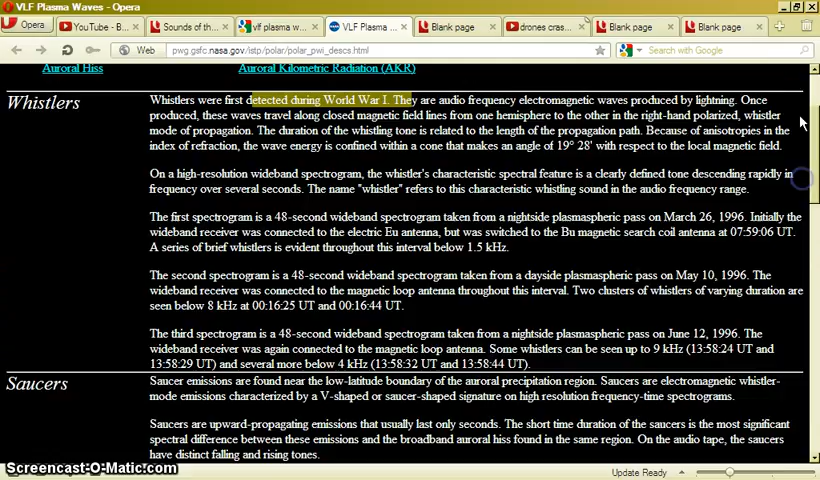 VLF Plasma Waves - Opera
Opera
YouTube - B...
Sounds of th...
vlf plasma w...
VLF Plasma ...
Blank page
drones craxes...
Blank page
Blank page
Web
pwg.gsfc.nasa.gov/istp/polar/polar_pwi_descs.html
Search with Google
Auroral Hiss
Auroral Kilometric Radiation (AKR)
Whistlers
Whistlers were first detected during World War I. They are audio frequency electromagnetic waves produced by lightning. Once
produced, these waves travel along closed magnetic field lines from one hemisphere to the other in the right-hand polarized, whistler
mode of propagation. The duration of the whistling tone is related to the length of the propagation path. Because of anisotropies in the
index of refraction, the wave energy is confined within a cone that makes an angle of 19° 28' with respect to the local magnetic field.
On a high-resolution wideband spectrogram, the whistler's characteristic spectral feature is a clearly defined tone descending rapidly in
frequency over several seconds. The name "whistler" refers to this characteristic whistling sound in the audio frequency range.
The first spectrogram is a 48-second wideband spectrogram taken from a nightside plasmaspheric pass on March 26, 1996. Initially the
wideband receiver was connected to the electric Eu antenna, but was switched to the Bu magnetic search coil antenna at 07:59:06 UT.
A series of brief whistlers is evident throughout this interval below 1.5 kHz.
The second spectrogram is a 48-second wideband spectrogram taken from a dayside plasmaspheric pass on May 10, 1996. The
wideband receiver was connected to the magnetic loop antenna throughout this interval. Two clusters of whistlers of varying duration are
seen below 8 kHz at 00:16:25 UT and 00:16:44 UT.
The third spectrogram is a 48-second wideband spectrogram taken from a nightside plasmaspheric pass on June 12, 1996. The
wideband receiver was again connected to the magnetic loop antenna. Some whistlers can be seen up to 9 kHz (13:58:24 UT and
13:58:29 UT) and several more below 4 kHz (13:58:32 UT and 13:58:44 UT).
Saucers
Saucer emissions are found near the low-latitude boundary of the auroral precipitation region. Saucers are electromagnetic whistler-
mode emissions characterized by a V-shaped or saucer-shaped signature on high resolution frequency-time spectrograms.
Saucers are upward-propagating emissions that usually last only seconds. The short time duration of the saucers is the most significant
spectral difference between these emissions and the broadband auroral hiss found in the same region. On the audio tape, the saucers
have distinct falling and rising tones.
Screencast-O-Matic.com
Update Ready